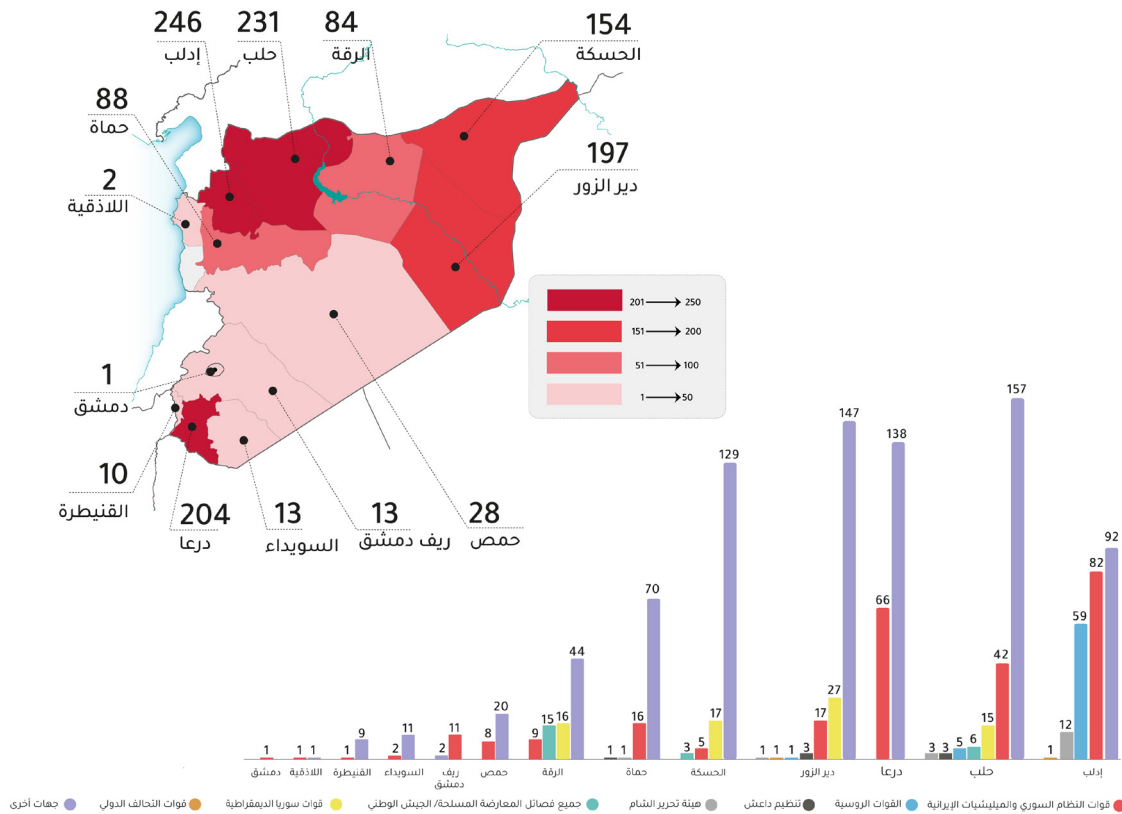 246
إدلب
231
حلب
84
الرقة
154
الحسكة
88
حماة
197
دير الزور
2
اللاذقية
201 → 250
151 → 200
51 → 100
1 → 50
1
دمشق
10
القنيطرة
204
درعا
13
السويداء
13
ريف دمشق
28
حمص
1
1 1
1 9
2 11
2 11
8 20
9 15 16 44
1 1 16 70
3 5 17 129
1 1 1 3 17 27 147
66 138
3 3 5 6 15 42 157
1 12 59 82 92
دمشق
اللاذقية
القنيطرة
السويداء
ريف
دمشق
حمص
الرقة
حماة
الحسكة
دير الزور
درعا
حلب
إدلب
قوات النظام السوري والميليشيات الإيرانية
القوات الروسية
تنظيم داعش
هيئة تحرير الشام
جميع فصائل المعارضة المسلحة/ الجيش الوطني
قوات سوريا الديمقراطية
قوات التحالف الدولي
جهات أخرى